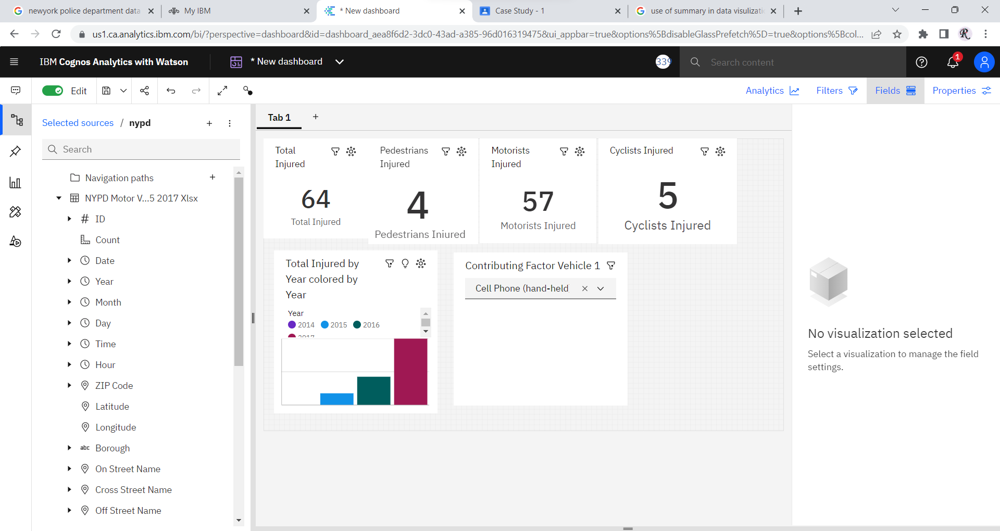 newyork police department data
My IBM
* New dashboard
Case Study - 1
use of summary in data visulizatio
us1.ca.analytics.ibm.com/bi/?perspective=dashboard&id=dashboard_aea8f6d2-3dc0-43ad-a385-96d016319475&ui_appbar=true&options%5BdisableGlassPrefetch%5D=true&options%5Bcol...
IBM Cognos Analytics with Watson
* New dashboard
339
Search content
1
Edit
Analytics
Filters
Fields
Properties
Selected sources / nypd
Search
Navigation paths
NYPD Motor V...5 2017 Xlsx
ID
Count
Date
Year
Month
Day
Time
Hour
ZIP Code
Latitude
Longitude
abc Borough
On Street Name
Cross Street Name
Off Street Name
Tab 1
Total
Injured
64
Total Injured
Pedestrians
Injured
4
Pedestrians Injured
Motorists
Injured
57
Motorists Injured
Cyclists Injured
5
Cyclists Injured
Total Injured by
Year colored by
Year
Year
2014 2015 2016
2017
Contributing Factor Vehicle 1
Cell Phone (hand-held)
No visualization selected
Select a visualization to manage the field
settings.